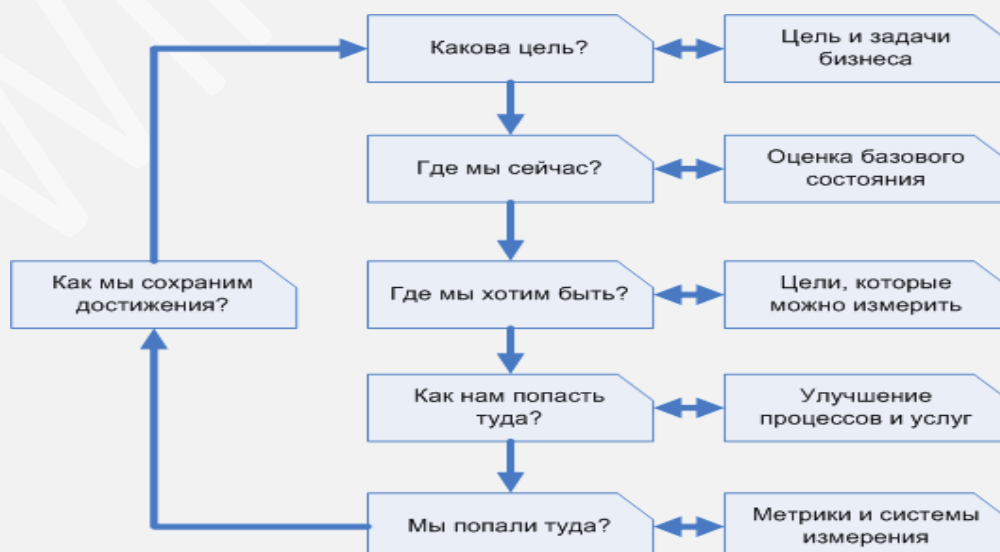 Какова цель?
Цель и задачи
бизнеса
Где мы сейчас?
Оценка базового
состояния
Как мы сохраним
достижения?
Где мы хотим быть?
Цели, которые
можно измерить
Как нам попасть
туда?
Улучшение
процессов и услуг
Мы попали туда?
Метрики и системы
измерения